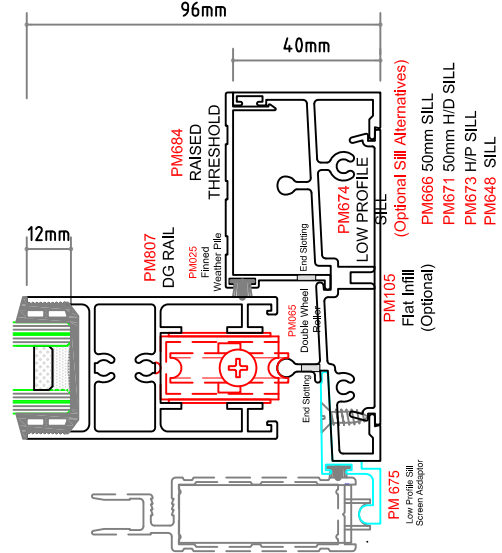 96mm
40mm
12mm
PM684
RAISED
THRESHOLD
PM807
DG RAIL
PM025
Finned
Weather Pile
PM674
LOW PROFILE
SILL
(Optional Sill Alternatives)
PM666 50mm SILL
PM671 50mm H/D SILL
PM673 H/P SILL
PM648 SILL
End Slotting
PM065
Double Wheel
Roller
PM105
Flat Infill
(Optional)
End Slotting
PM 675
Low Profile Sill
Screen Asdaptor